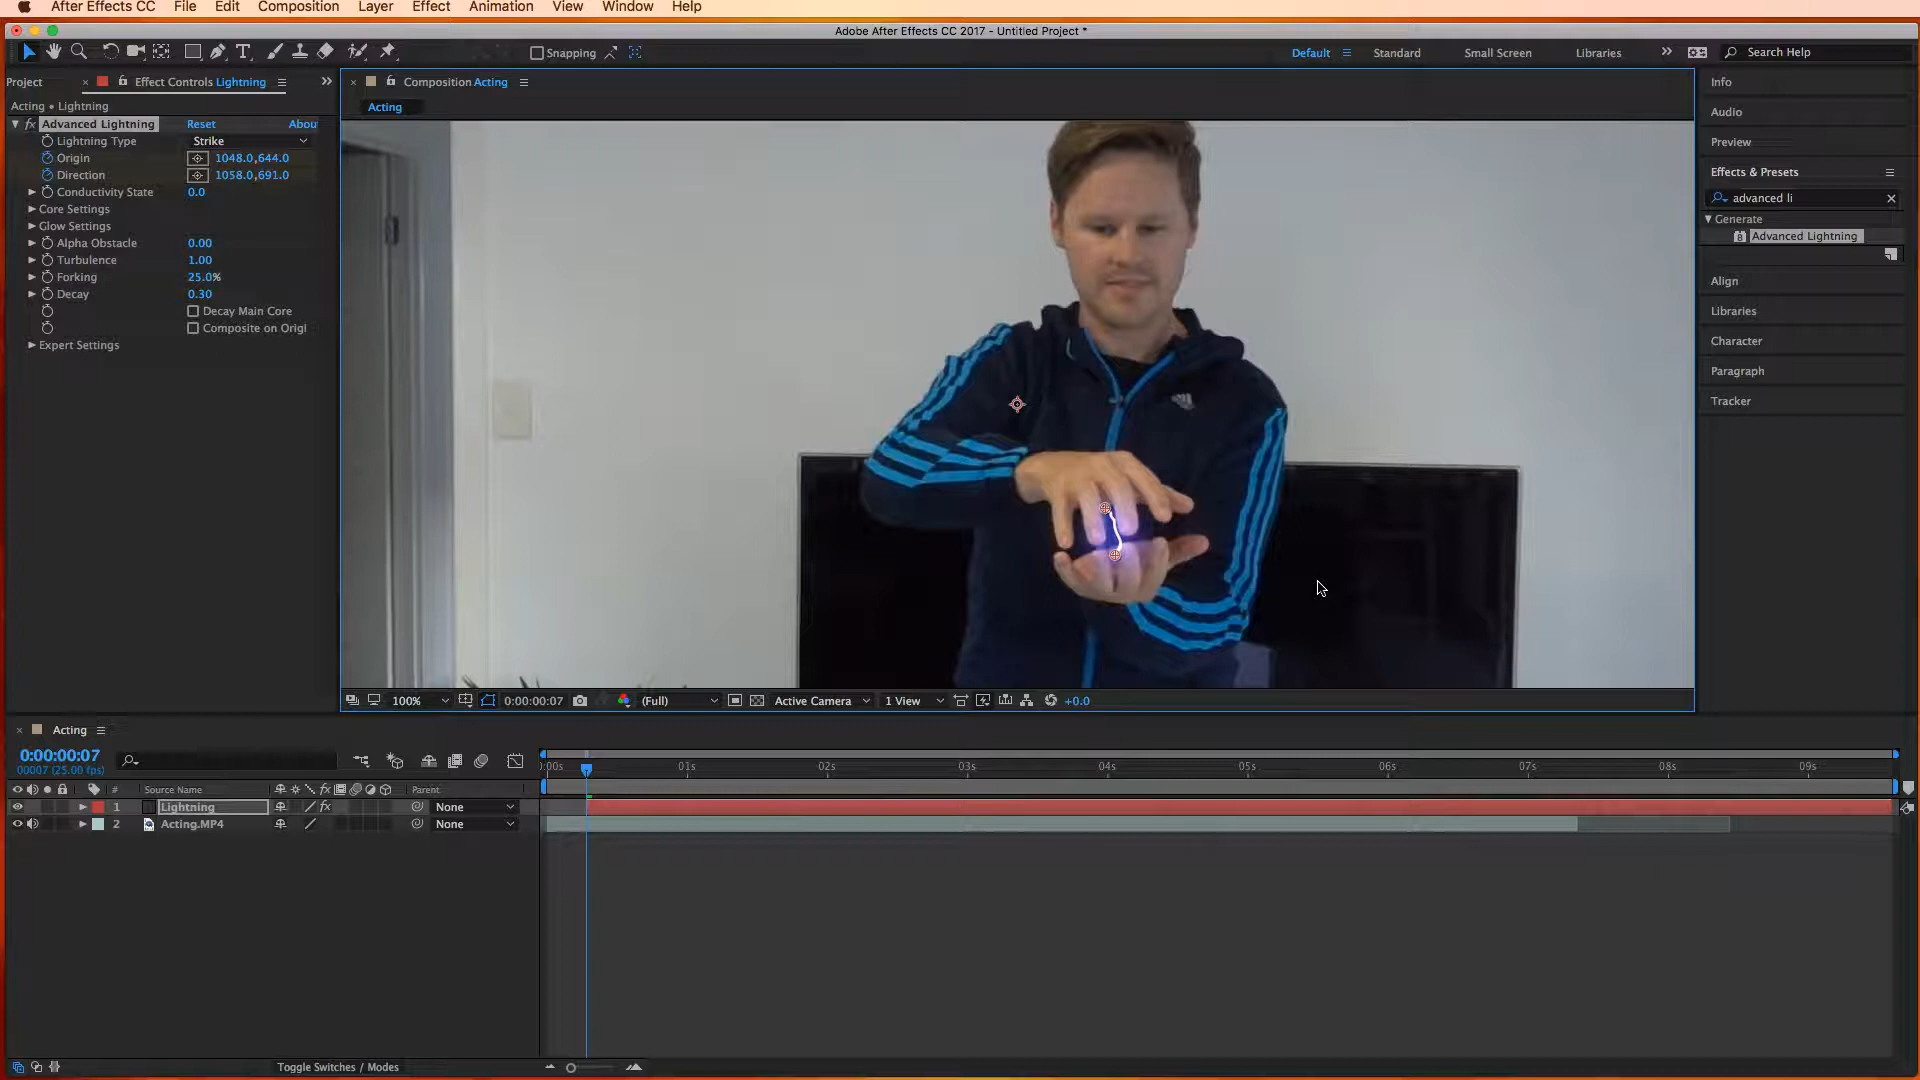 After Effects CC File Edit Composition Layer Effect Animation View Window Help
Adobe After Effects CC 2017 - Untitled Project *
Snapping Default Standard Small Screen Libraries Search Help
Project Effect Controls Lightning
Composition Acting
Info
Acting • Lightning
Acting
Audio
fx Advanced Lightning Reset Abou
Lightning Type Strike
Preview
Origin 1048.0,644.0
Direction 1058.0,691.0
Effects & Presets
Conductivity State 0.0
advanced li
Core Settings
Generate
Glow Settings
Advanced Lightning
Alpha Obstacle 0.00
Turbulence 1.00
Forking 25.0%
Align
Decay 0.30
Decay Main Core
Libraries
Composite on Origi
Expert Settings
Character
Paragraph
Tracker
100% 0:00:00:07 (Full) Active Camera 1 View +0.0
Acting
0:00:00:07
00007 (25.00 fps)
:00s 01s 02s 03s 04s 05s 06s 07s 08s 09s
# Source Name fx Parent
1 Lightning fx None
2 Acting.MP4 None
Toggle Switches / Modes